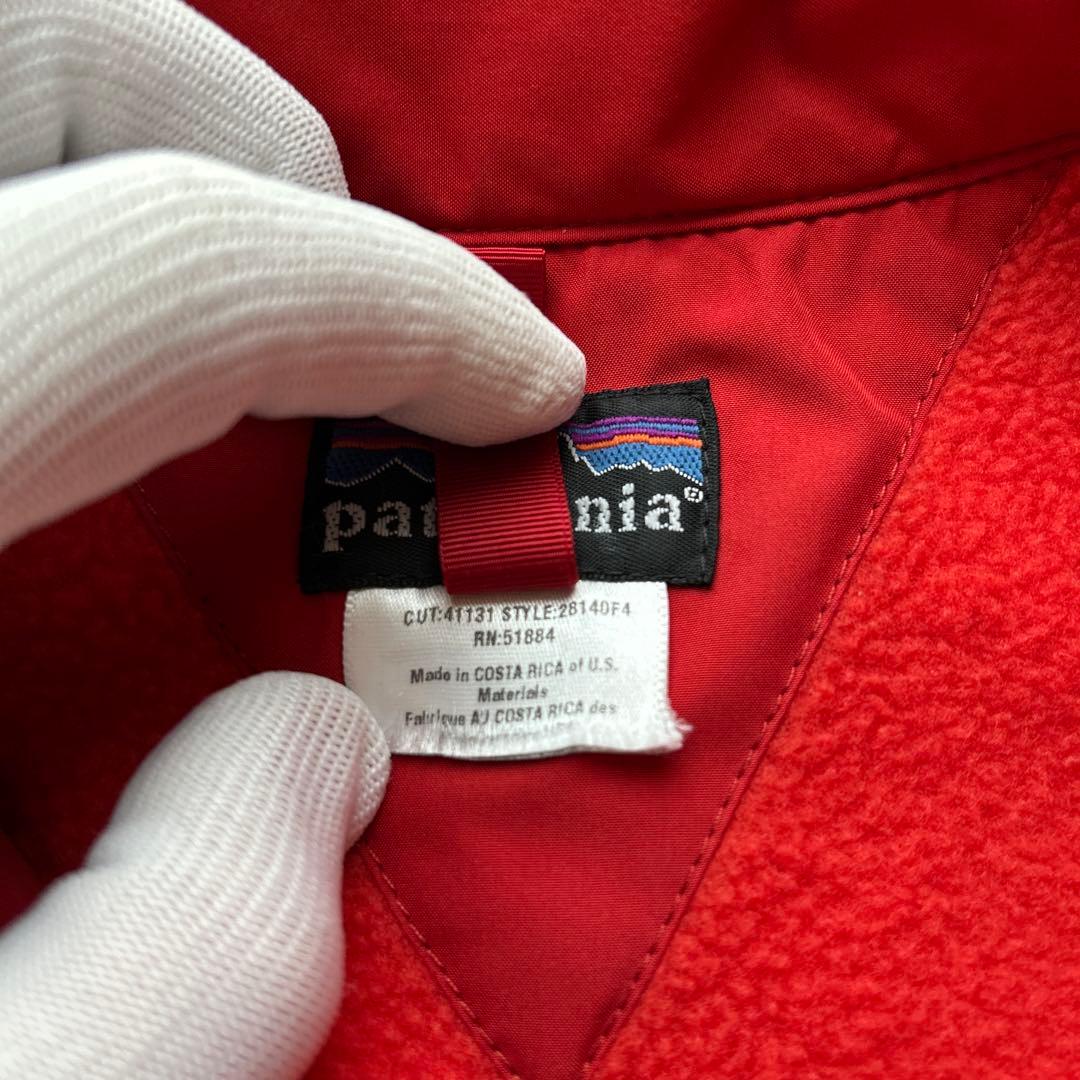 pat nia®
CUT:41131 STYLE:28140F4
RN:51884
Made in COSTA RICA of U.S.
Materials
Fabrique AU COSTA RICA des